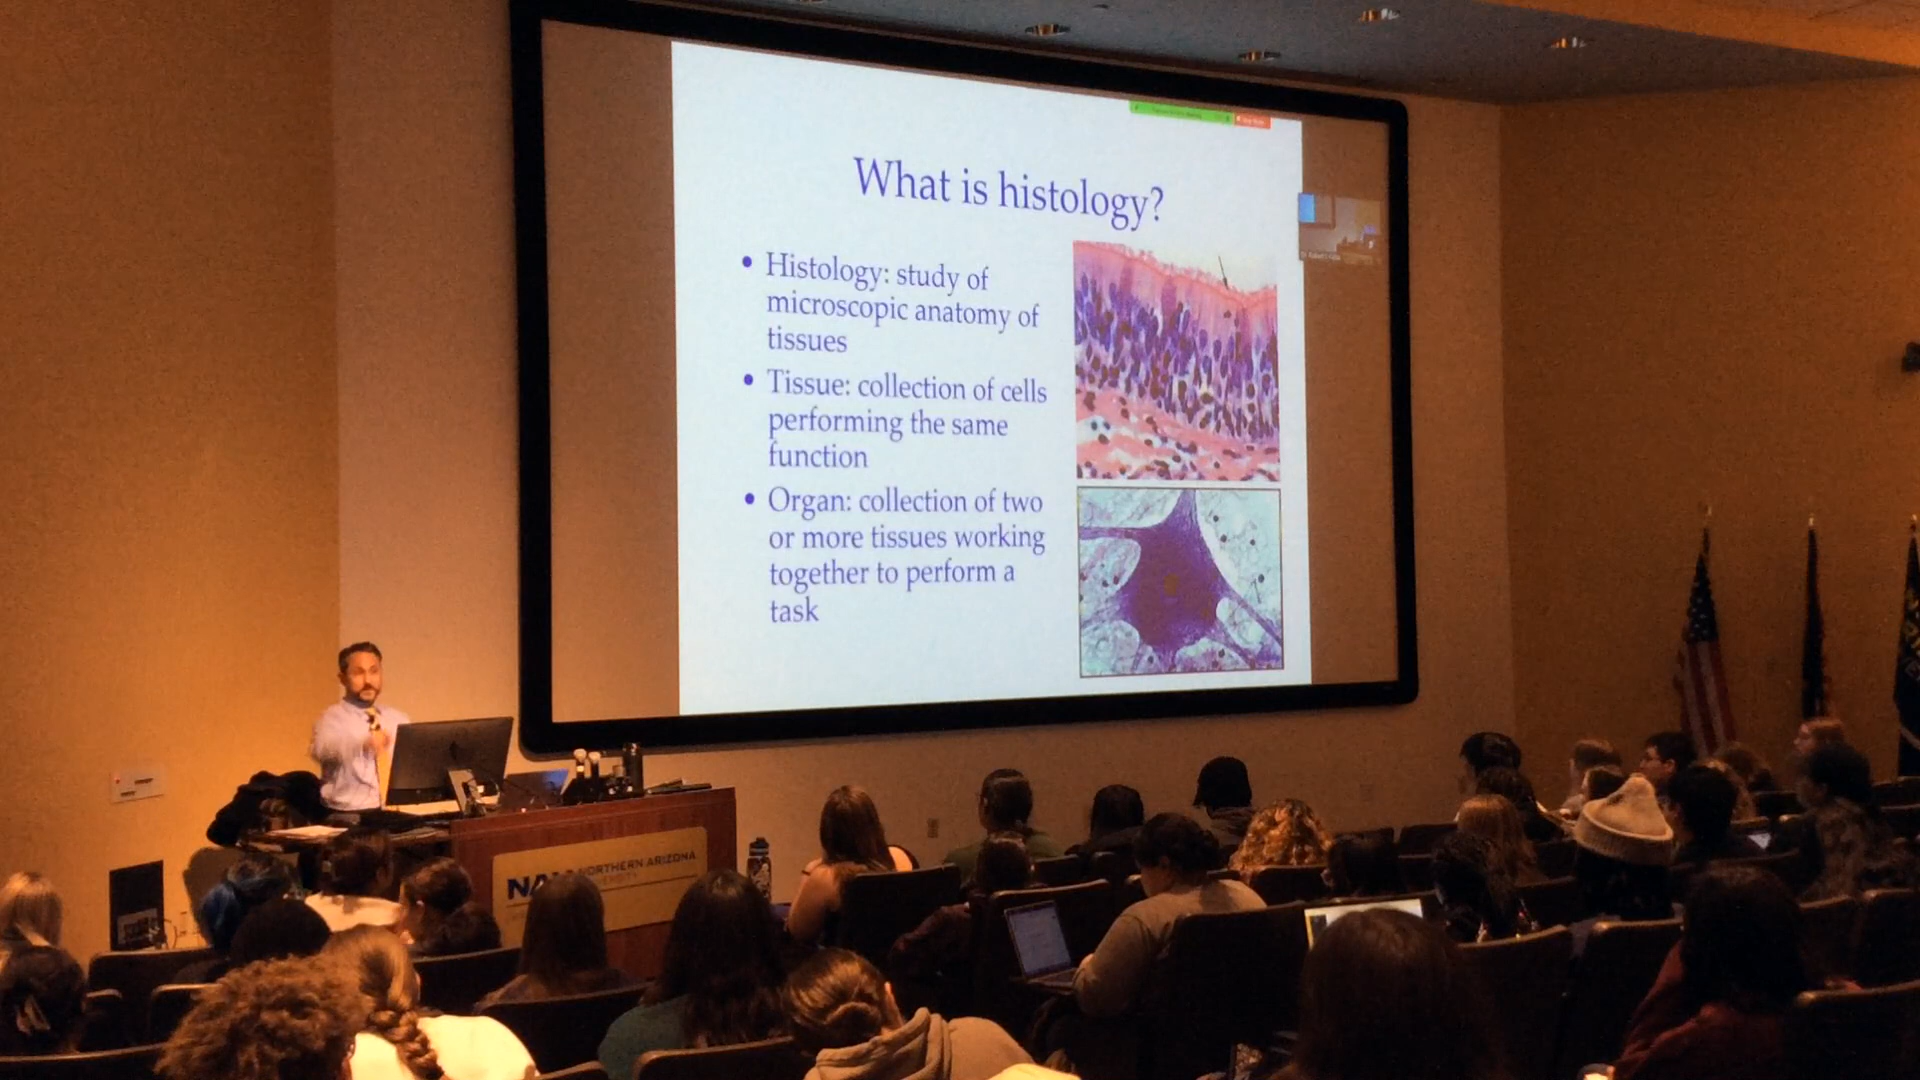 What is histology?
• Histology: study of
microscopic anatomy of
tissues
• Tissue: collection of cells
performing the same
function
• Organ: collection of two
or more tissues working
together to perform a
task
NAU NORTHERN ARIZONA